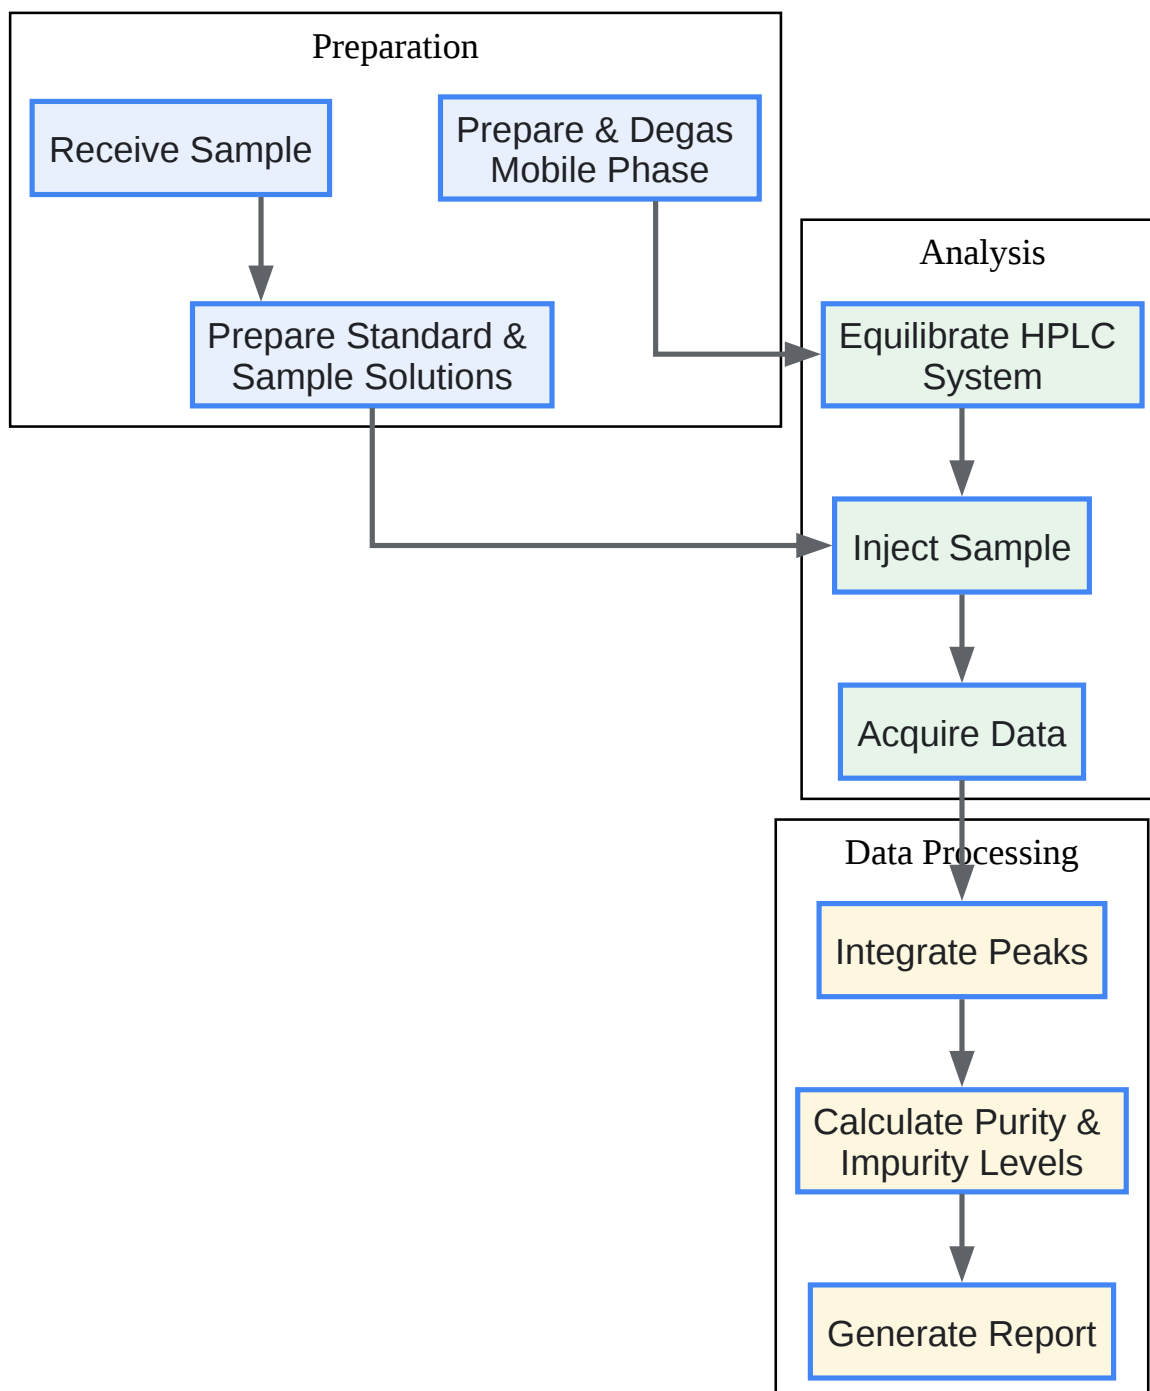 Preparation
Receive Sample
Prepare & Degas
Mobile Phase
Prepare Standard &
Sample Solutions
Analysis
Equilibrate HPLC
System
Inject Sample
Acquire Data
Data Processing
Integrate Peaks
Calculate Purity &
Impurity Levels
Generate Report